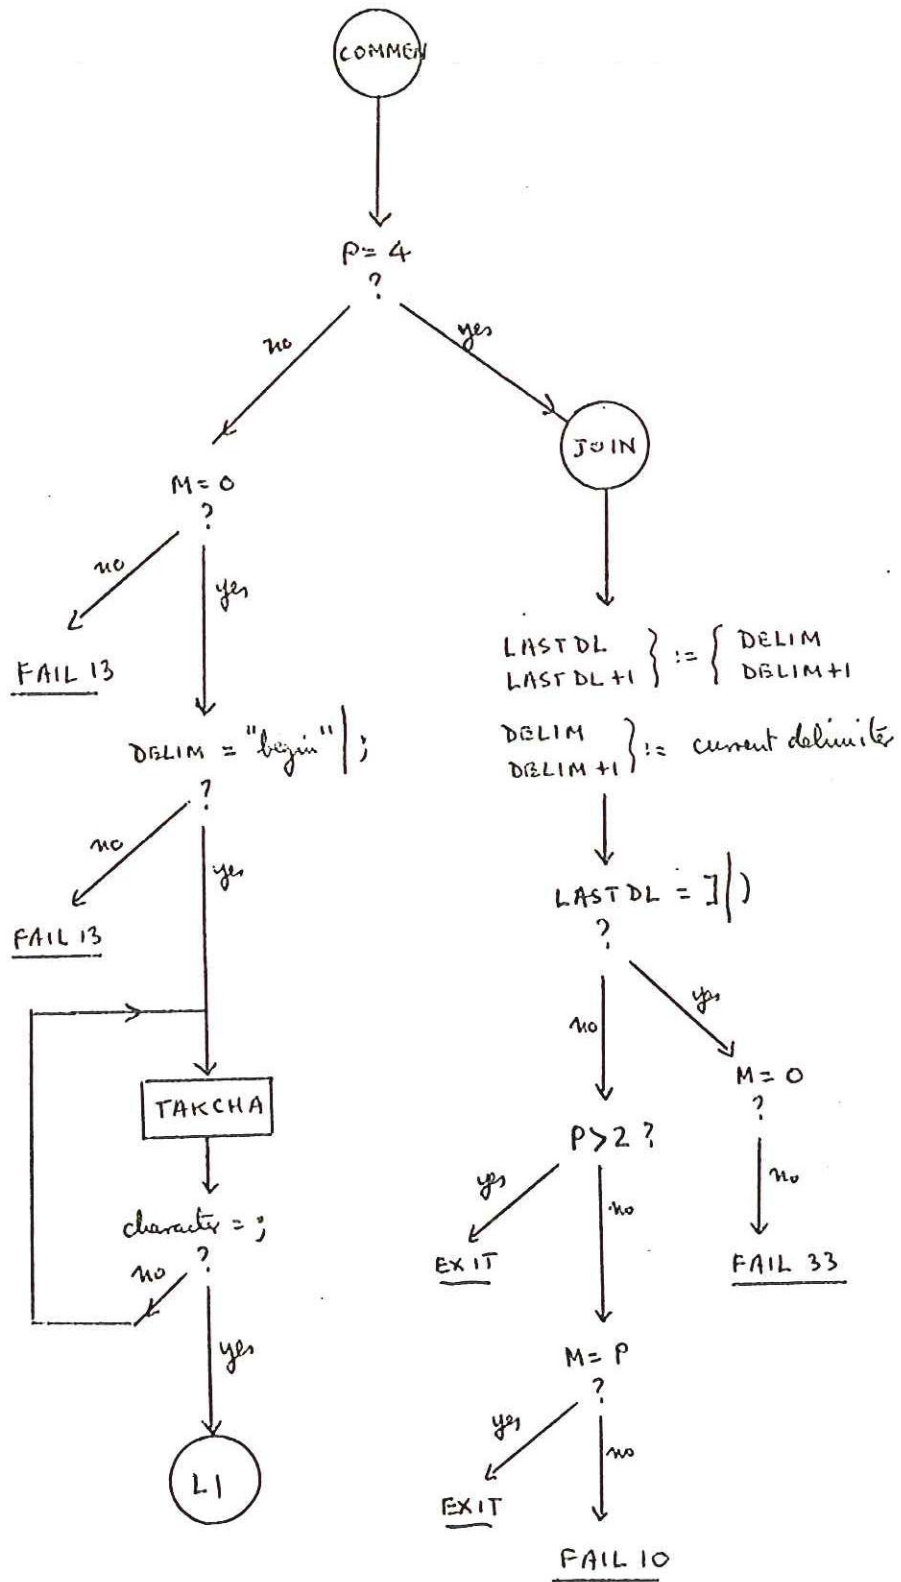 COMMEN
P = 4
?
no
yes
JOIN
M = 0
?
no
yes
FAIL 13
LASTDL } := { DELIM
LASTDL +1 DELIM+1
DELIM = "begin" | ;
?
DELIM
DELIM +1 } := current delimiter
no
yes
FAIL 13
LASTDL = ] | )
?
no
yes
TAKCHA
M = 0
?
P > 2 ?
no
yes
no
character = ;
?
EXIT
FAIL 33
no
yes
M = P
?
yes
no
L1
EXIT
FAIL 10